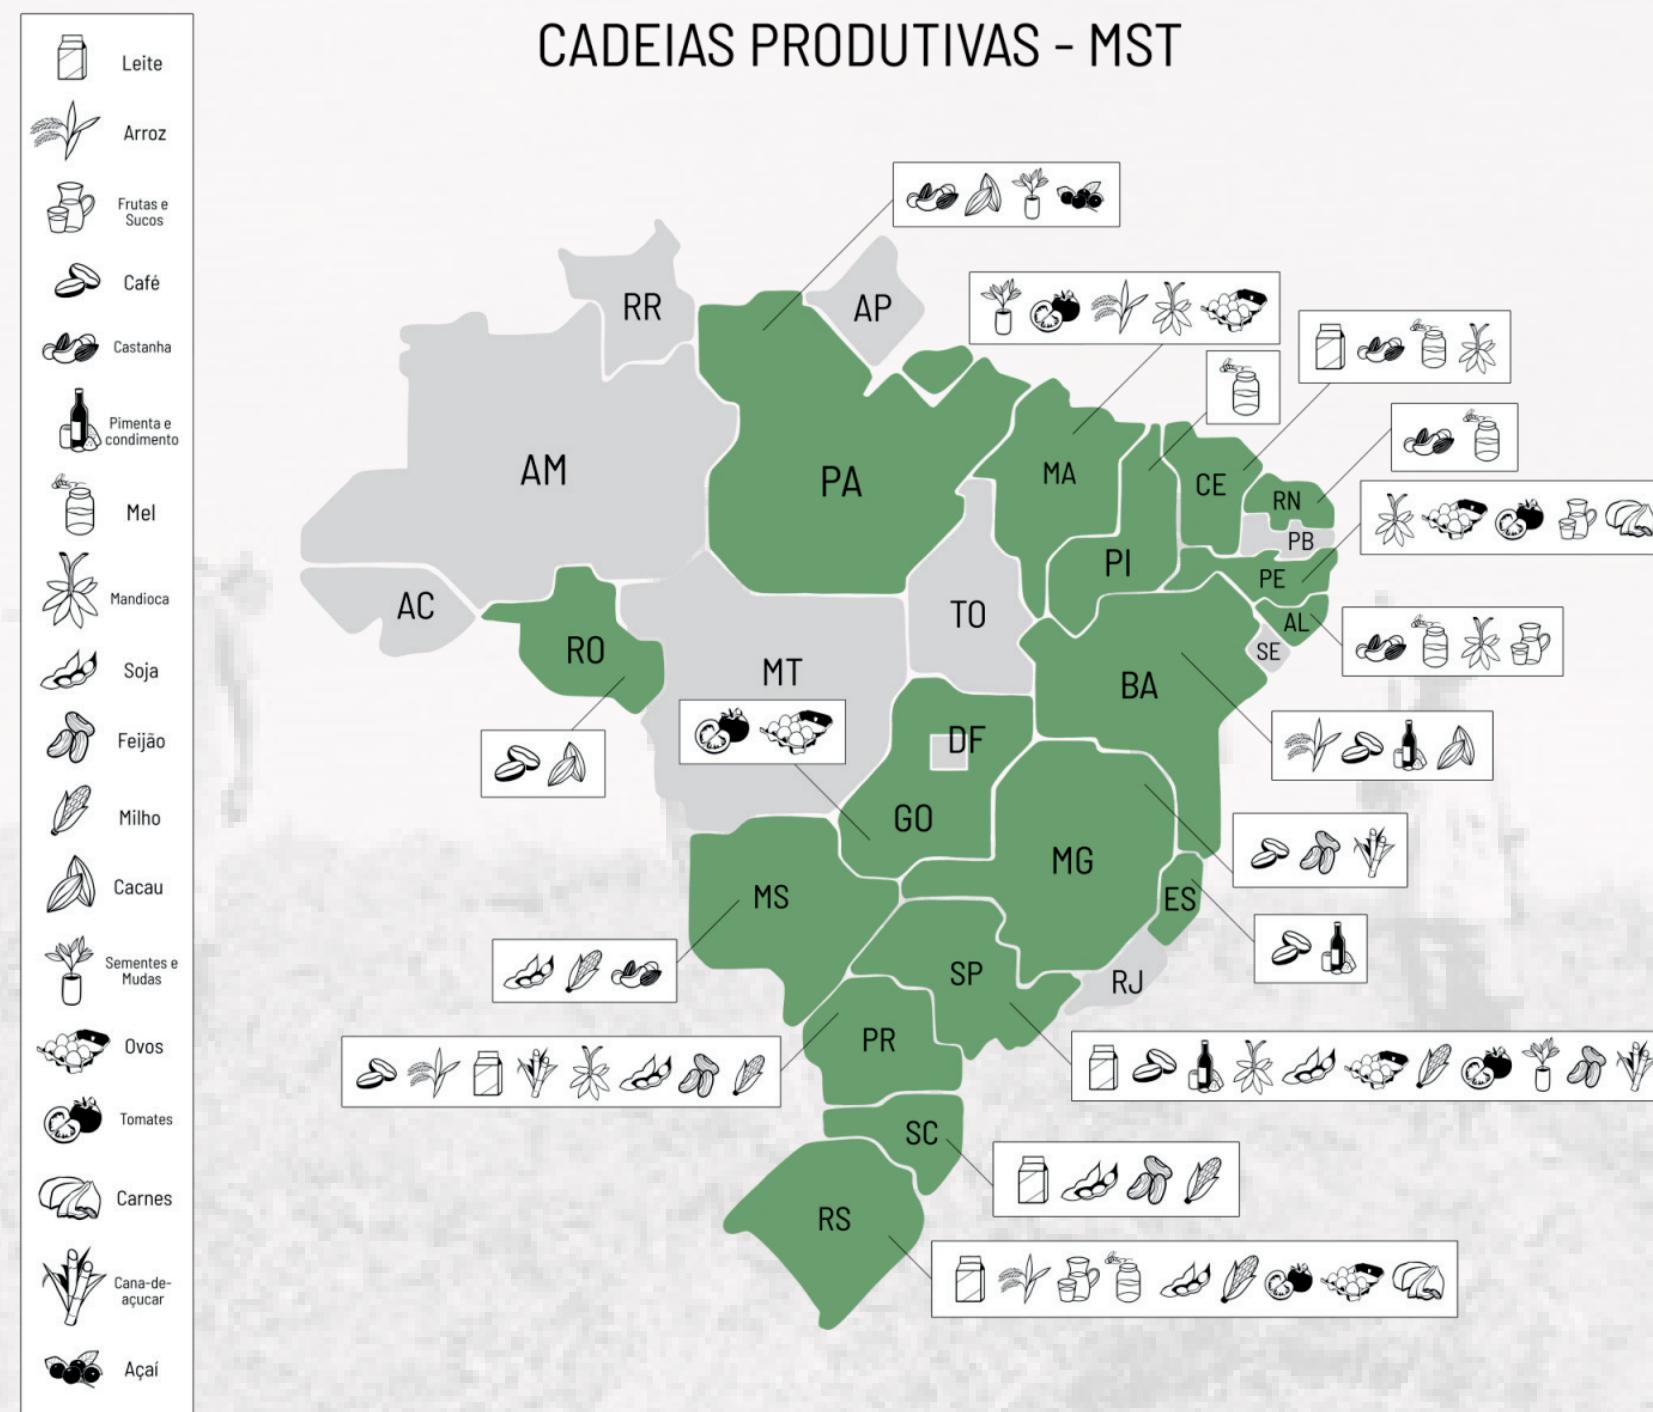 CADEIAS PRODUTIVAS - MST
Leite
Arroz
Frutas e
Sucos
Café
Castanha
Pimenta e
condimento
Mel
Mandioca
Soja
Feijão
Milho
Cacau
Sementes e
Mudas
Ovos
Tomates
Carnes
Cana-de-
açucar
Açaí
RR
AP
AM
PA
MA
CE
RN
PB
PI
PE
AC
TO
AL
RO
SE
MT
BA
DF
GO
MG
MS
ES
SP
RJ
PR
SC
RS